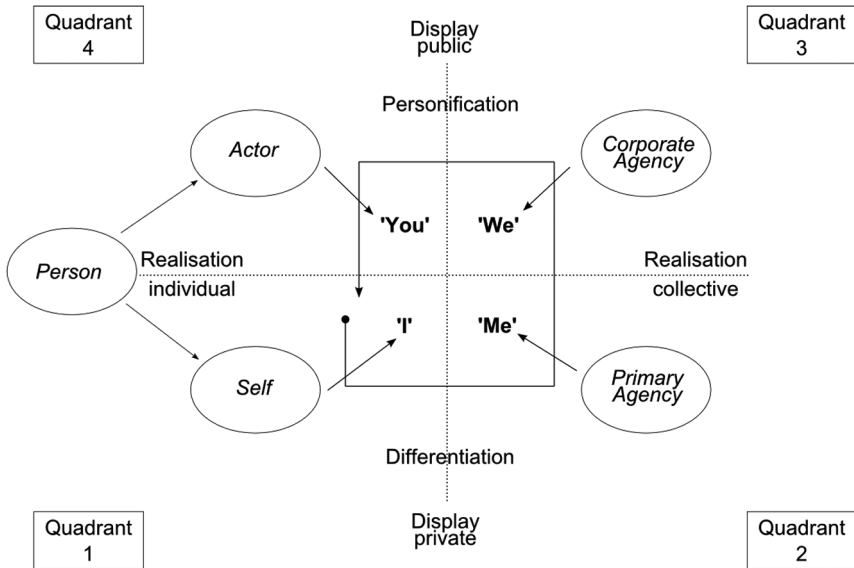 Quadrant
4
Display
public
Quadrant
3
Personification
Actor
Corporate
Agency
'You'
'We'
Person
Realisation
individual
Realisation
collective
'I'
'Me'
Self
Primary
Agency
Differentiation
Quadrant
1
Display
private
Quadrant
2